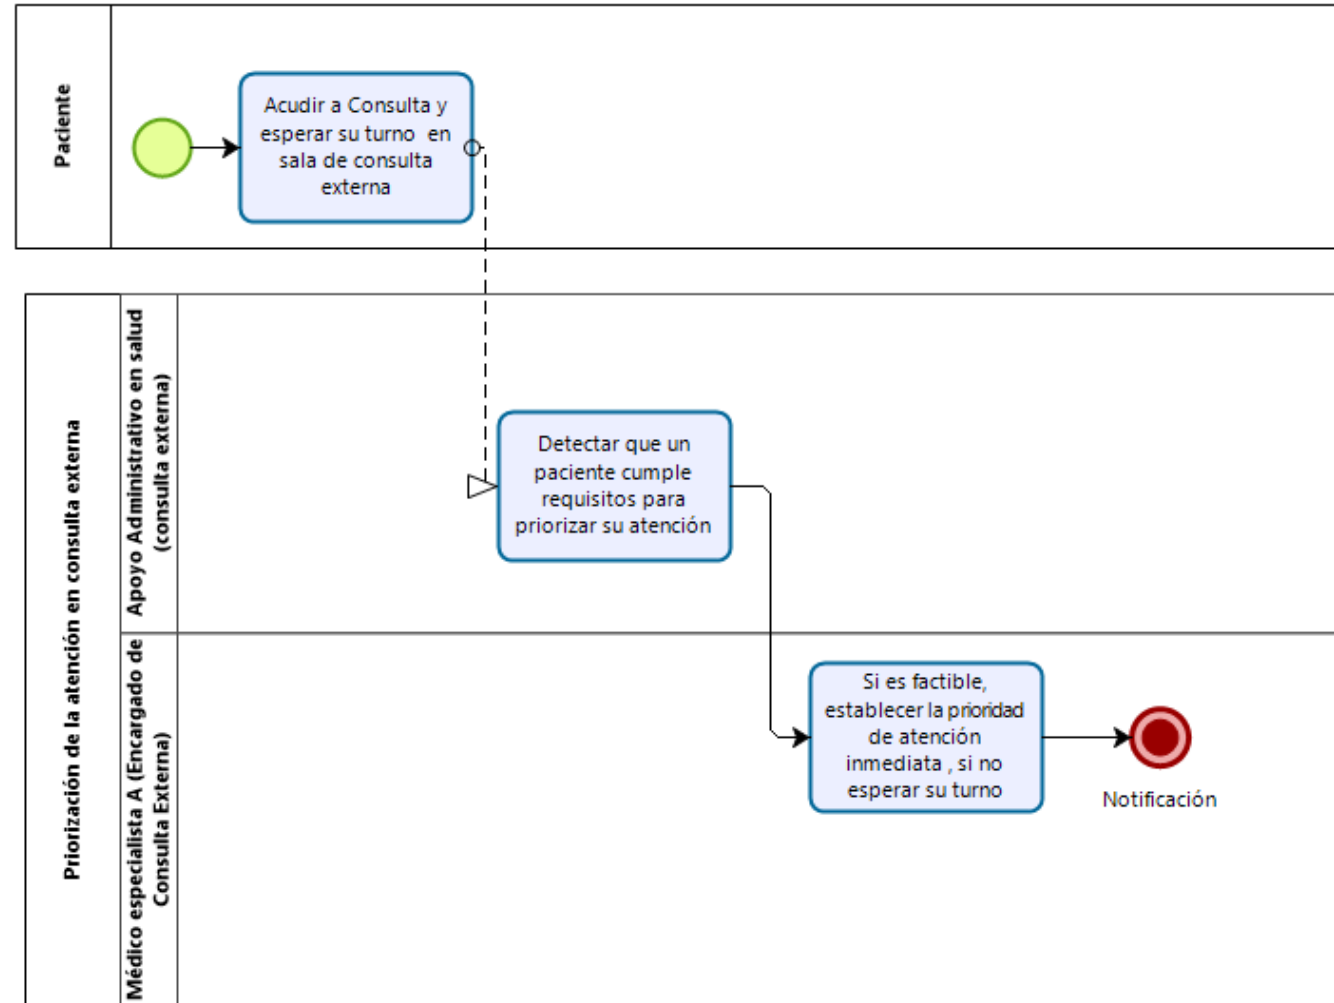 Paciente
Acudir a Consulta y
esperar su turno en
sala de consulta
externa
Priorización de la atención en consulta externa
Apoyo Administrativo en salud
(consulta externa)
Detectar que un
paciente cumple
requisitos para
priorizar su atención
Médico especialista A (Encargado de
Consulta Externa)
Si es factible,
establecer la prioridad
de atención
inmediata , si no
esperar su turno
Notificación